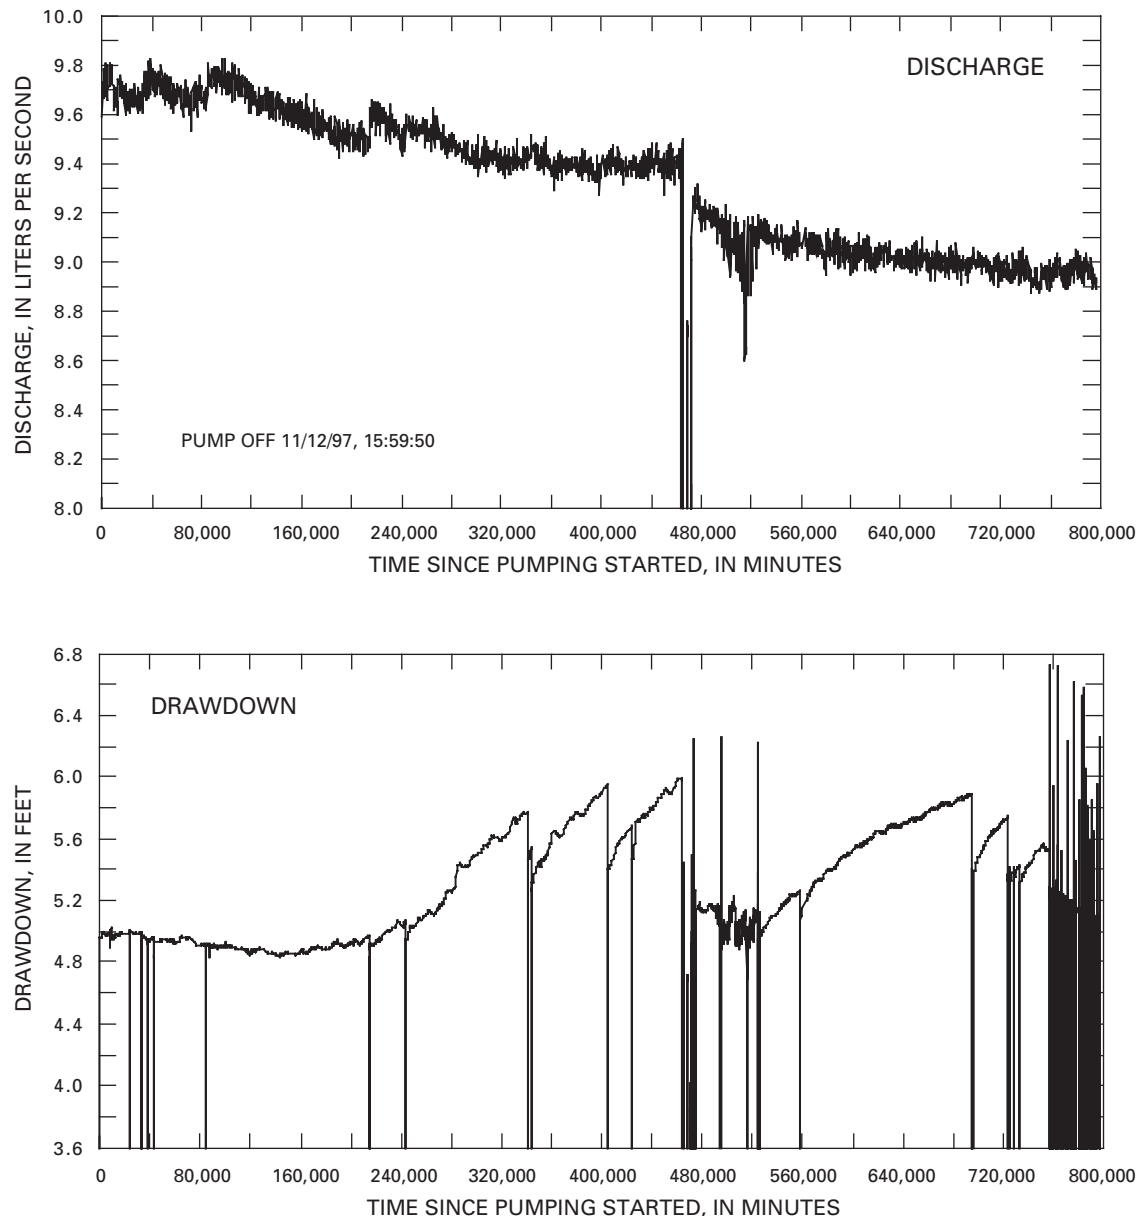 10.0
9.8
9.6
9.4
9.2
9.0
8.8
8.6
8.4
8.2
8.0
DISCHARGE, IN LITERS PER SECOND
DISCHARGE
PUMP OFF 11/12/97, 15:59:50
0 80,000 160,000 240,000 320,000 400,000 480,000 560,000 640,000 720,000 800,000
TIME SINCE PUMPING STARTED, IN MINUTES
6.8
6.4
6.0
5.6
5.2
4.8
4.4
4.0
3.6
DRAWDOWN, IN FEET
DRAWDOWN
0 80,000 160,000 240,000 320,000 400,000 480,000 560,000 640,000 720,000 800,000
TIME SINCE PUMPING STARTED, IN MINUTES